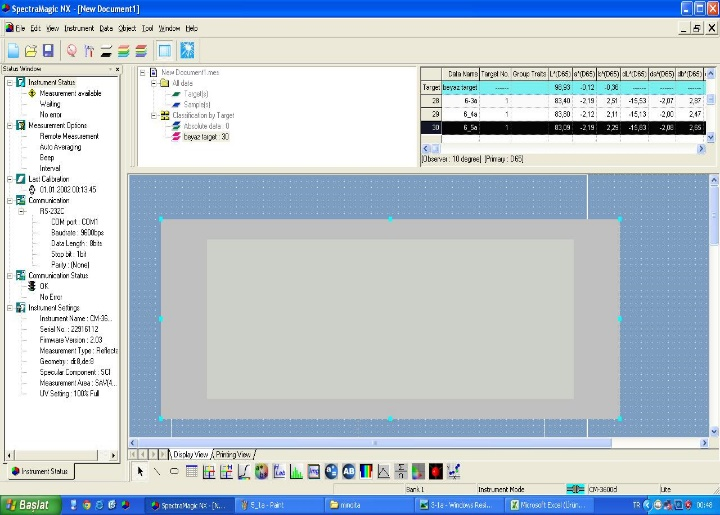 SpectraMagic NX - [New Document1]
File Edit View Instrument Data Object Tool Window Help
Status Window
Instrument Status
Measurement available
Waiting
No error
Measurement Options
Remote Measurement
Auto Averaging
Beep
Interval
Last Calibration
01.01.2002 00:13:45
Communication
RS-232C
COM port : COM1
Baudrate : 9600bps
Data Length : 8bits
Stop bit : 1bit
Parity : (None)
Communication Status
OK
No Error
Instrument Settings
Instrument Name : CM-36...
Serial No. : 22916112
Firmware Version : 2.03
Measurement Type : Reflecta
Geometry : di:8,de:8
Specular Component : SCI
Measurement Area : SAV(4...
UV Setting : 100% Full
Instrument Status
New Document1.mes
All data
Target(s)
Sample(s)
Classification by Target
Absolute data : 0
beyaz target : 30
Data Name Target No. Group Traits L*(D65) a*(D65) b*(D65) dL*(D65) da*(D65) db*(D65)
Target beyaz target ------ ------ 98,93 -0,12 -0,36 ------ ------ ------
28 6-3a 1 83,40 -2,19 2,51 -15,53 -2,07 2,87
29 6_4a 1 83,80 -2,12 2,11 -15,13 -2,00 2,47
30 6_5a 1 83,09 -2,19 2,29 -15,83 -2,08 2,65
[Observer : 10 degree] [Primary : D65]
Display View Printing View
Bank 1 Instrument Mode CM-3600d Lite
Başlat SpectraMagic NX - [N... 5_1a - Paint 3-1a - Windows Resi... Microsoft Excel (Ürün... TR 00:48